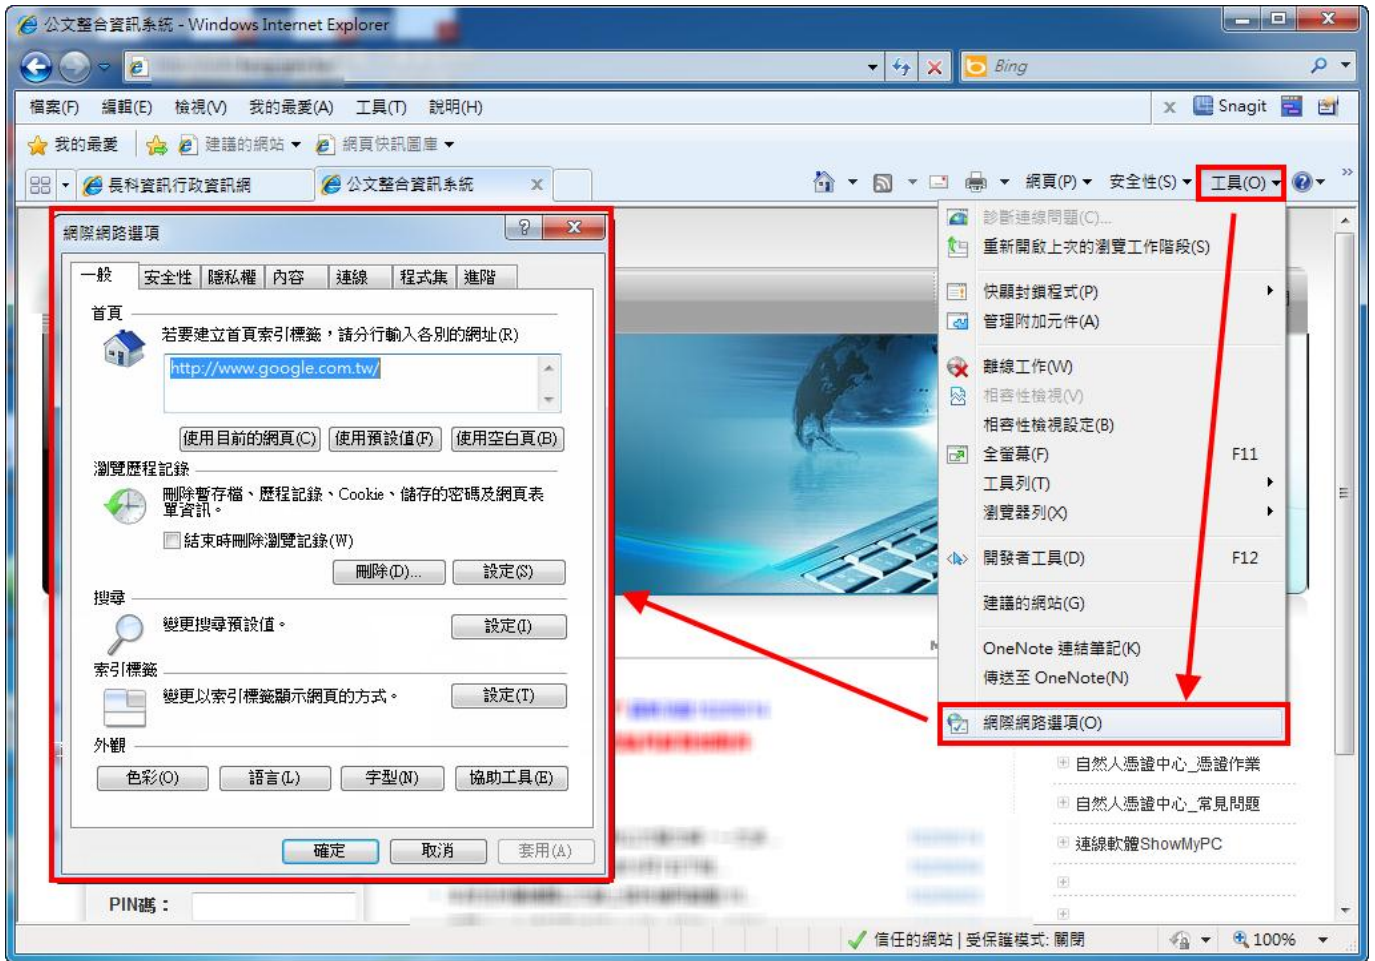 公文整合資訊系統 - Windows Internet Explorer
Bing
檔案(F) 編輯(E) 檢視(V) 我的最愛(A) 工具(T) 說明(H)
x Snagit
我的最愛 建議的網站 網頁快訊圖庫
長科資訊行政資訊網 公文整合資訊系統 x
網頁(P) 安全性(S) 工具(O)
網際網路選項
一般 安全性 隱私權 內容 連線 程式集 進階
首頁
若要建立首頁索引標籤，請分行輸入各別的網址(R)
http://www.google.com.tw/
使用目前的網頁(C) 使用預設值(F) 使用空白頁(B)
瀏覽歷程記錄
刪除暫存檔、歷程記錄、Cookie、儲存的密碼及網頁表
單資訊。
結束時刪除瀏覽記錄(W)
刪除(D)... 設定(S)
搜尋
變更搜尋預設值。
設定(I)
索引標籤
變更以索引標籤顯示網頁的方式。
設定(T)
外觀
色彩(O) 語言(L) 字型(N) 協助工具(E)
確定 取消 套用(A)
診斷連線問題(C)...
重新開啟上次的瀏覽工作階段(S)
快顯封鎖程式(P)
管理附加元件(A)
離線工作(W)
相容性檢視(V)
相容性檢視設定(B)
全螢幕(F) F11
工具列(T)
瀏覽器列(X)
開發者工具(D) F12
建議的網站(G)
OneNote 連結筆記(K)
傳送至 OneNote(N)
網際網路選項(O)
自然人憑證中心_憑證作業
自然人憑證中心_常見問題
連線軟體ShowMyPC
PIN碼：
信任的網站 | 受保護模式: 關閉
100%